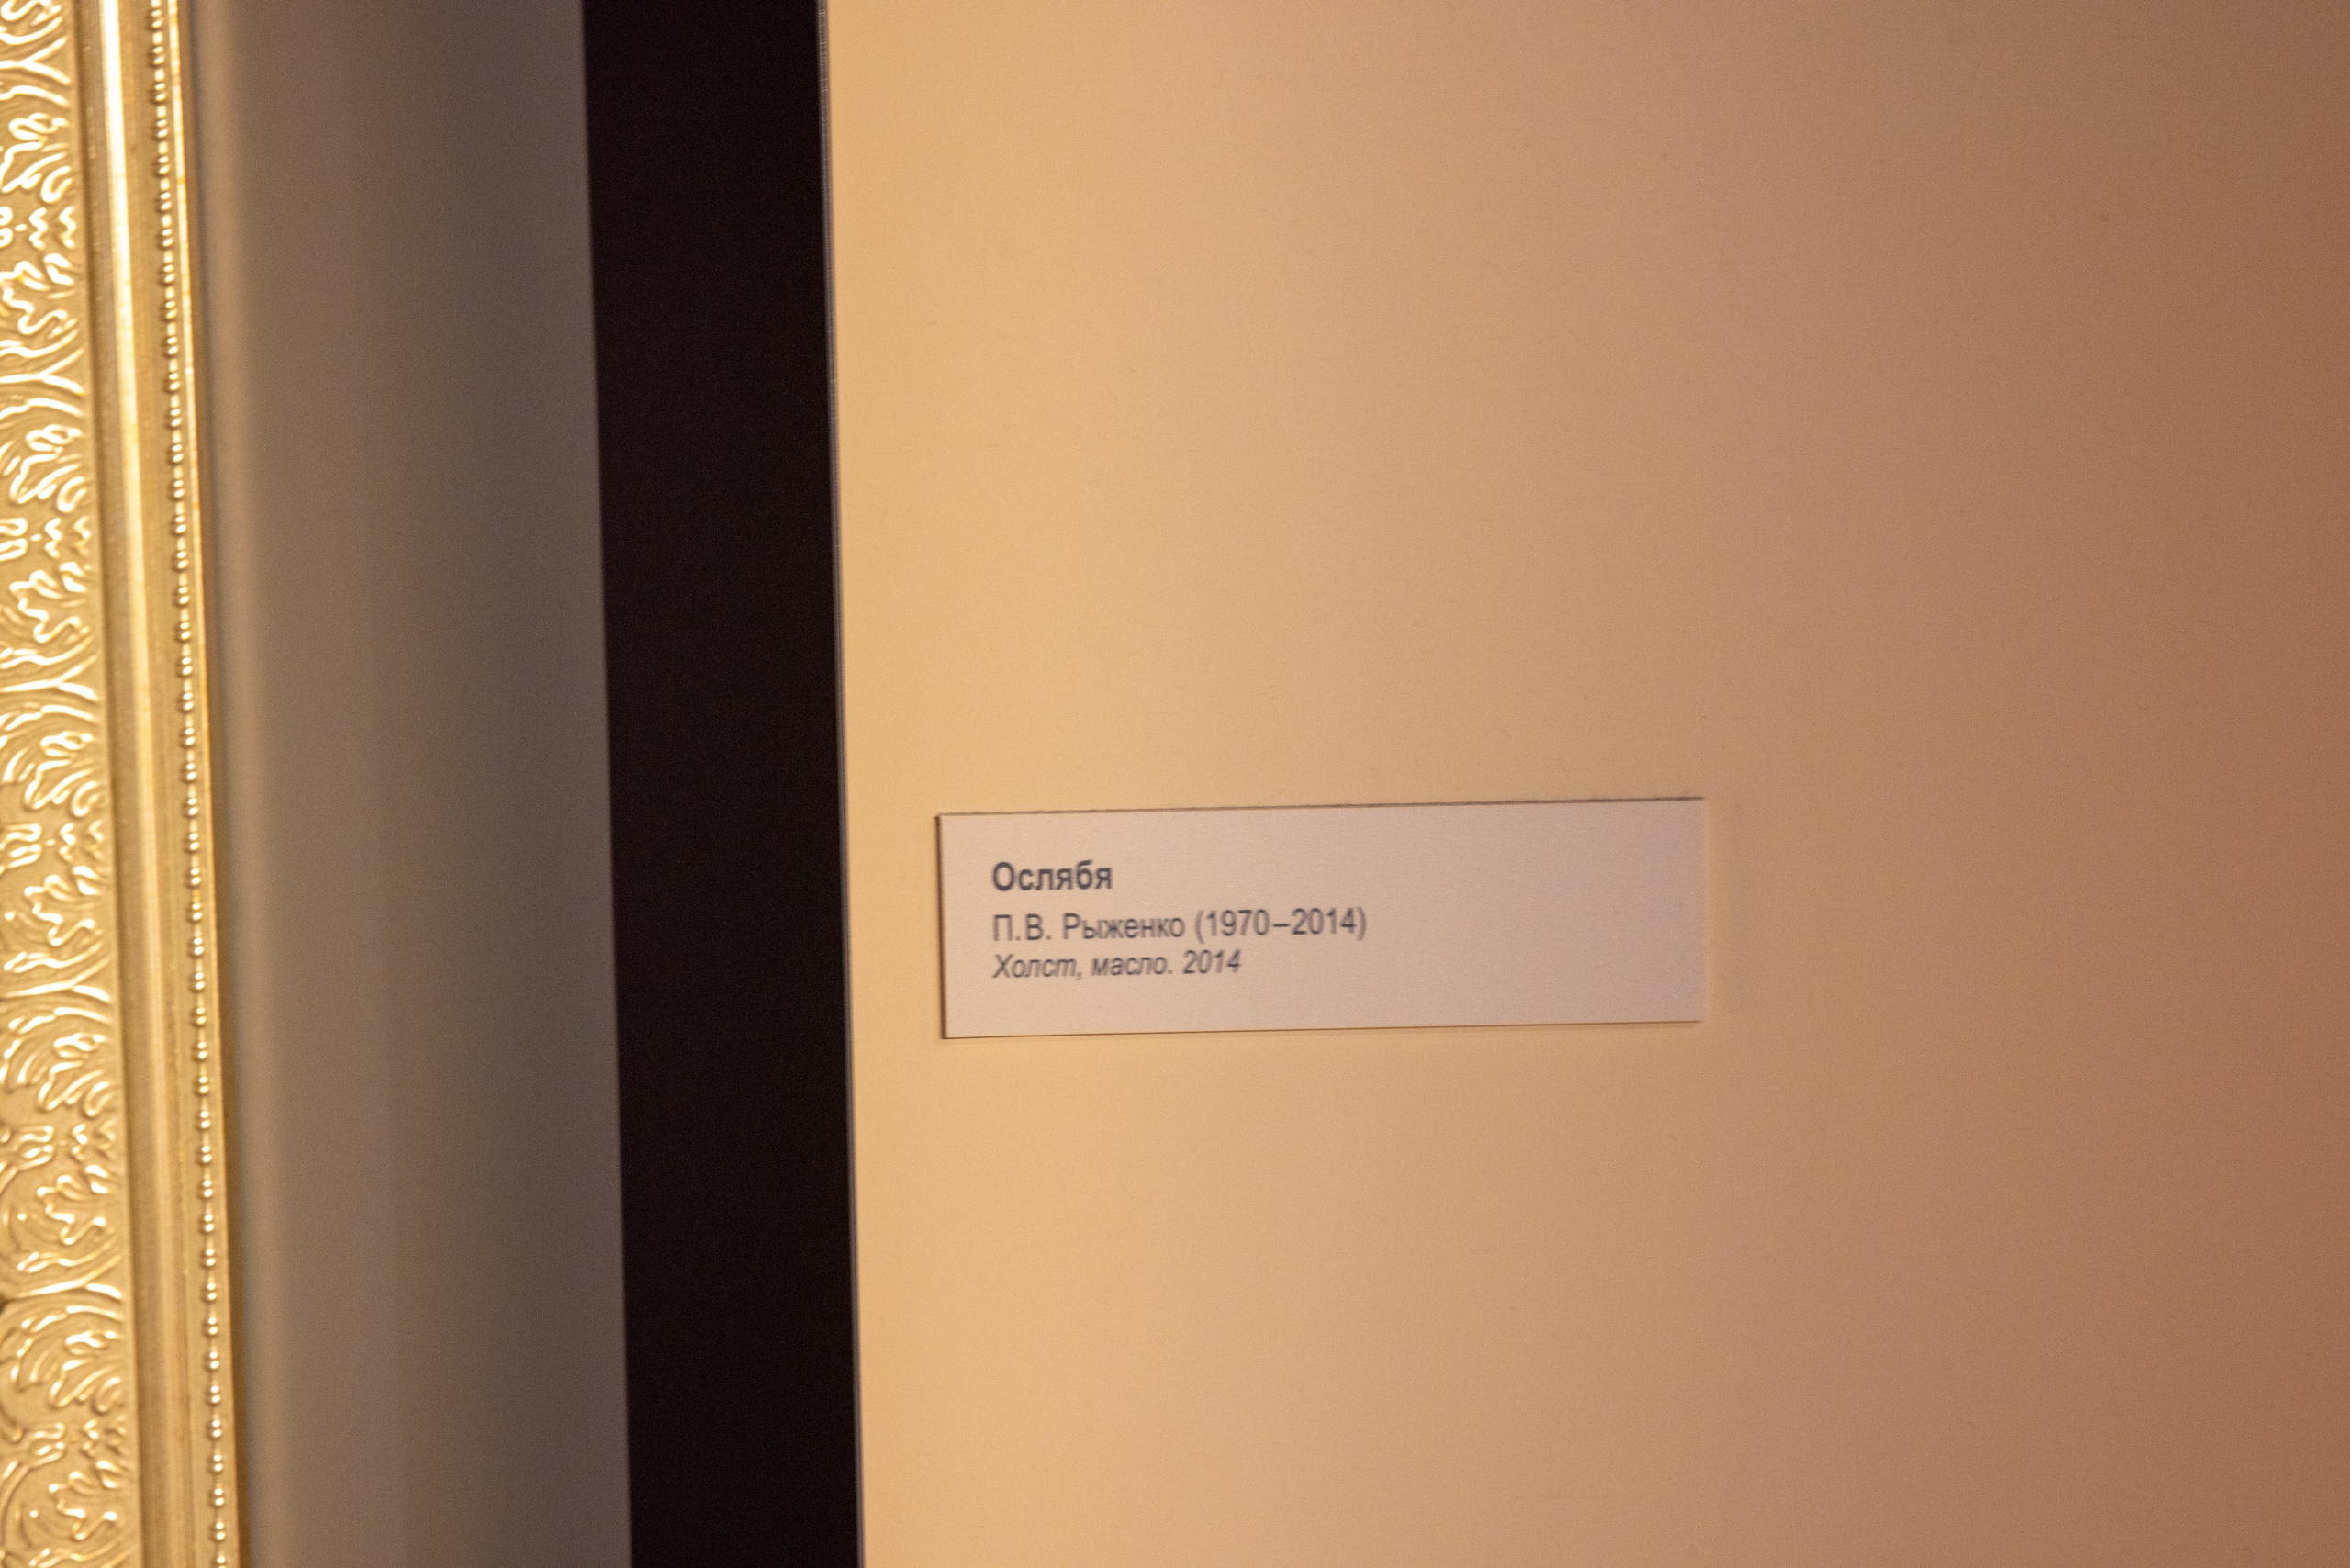 Ослябя
П.В. Рыженко (1970–2014)
Холст, масло. 2014